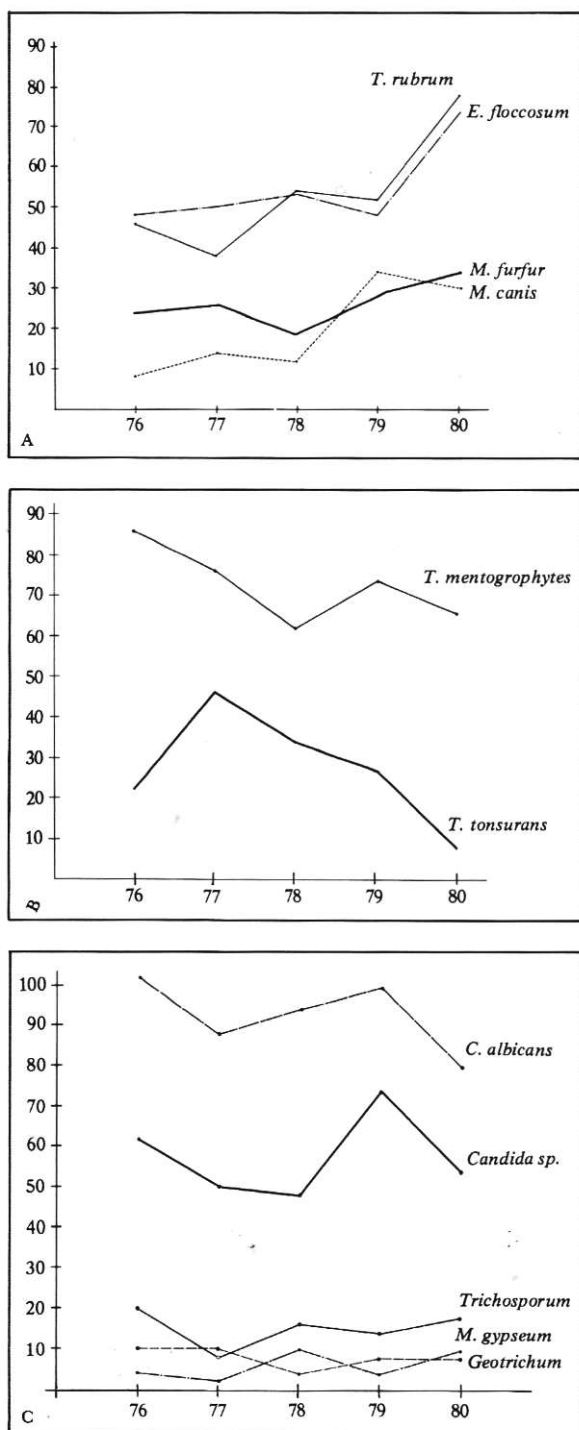 90
80
T. rubrum
E. floccosum
70
60
50
40
M. furfur
30
M. canis
20
10
76 77 78 79 80
A
90
80
T. mentogrophytes
70
60
50
40
30
20
T. tonsurans
10
76 77 78 79 80
B
100
90
C. albicans
80
70
60
Candida sp.
50
40
30
Trichosporum
20
M. gypseum
10
Geotrichum
76 77 78 79 80
C